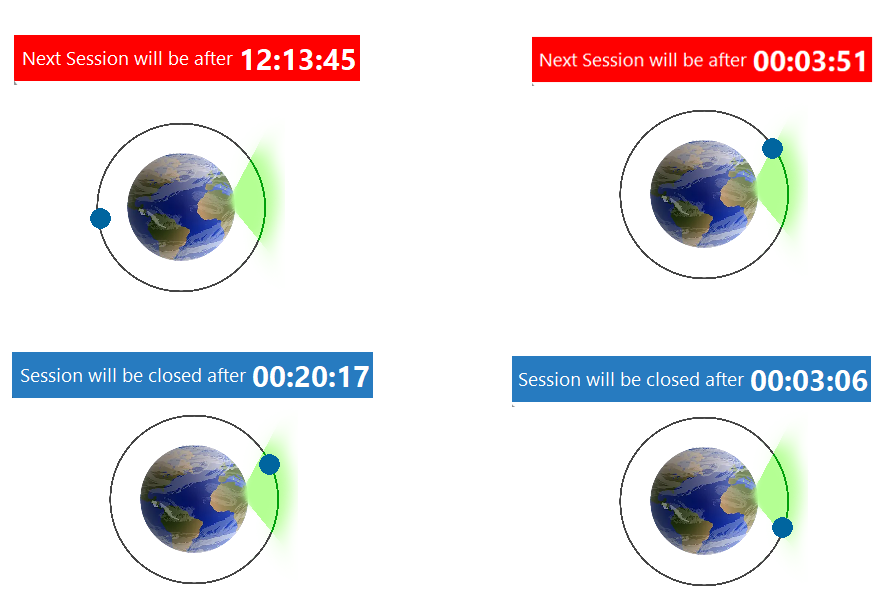 Next Session will be after 12:13:45
Next Session will be after 00:03:51
Session will be closed after 00:20:17
Session will be closed after 00:03:06